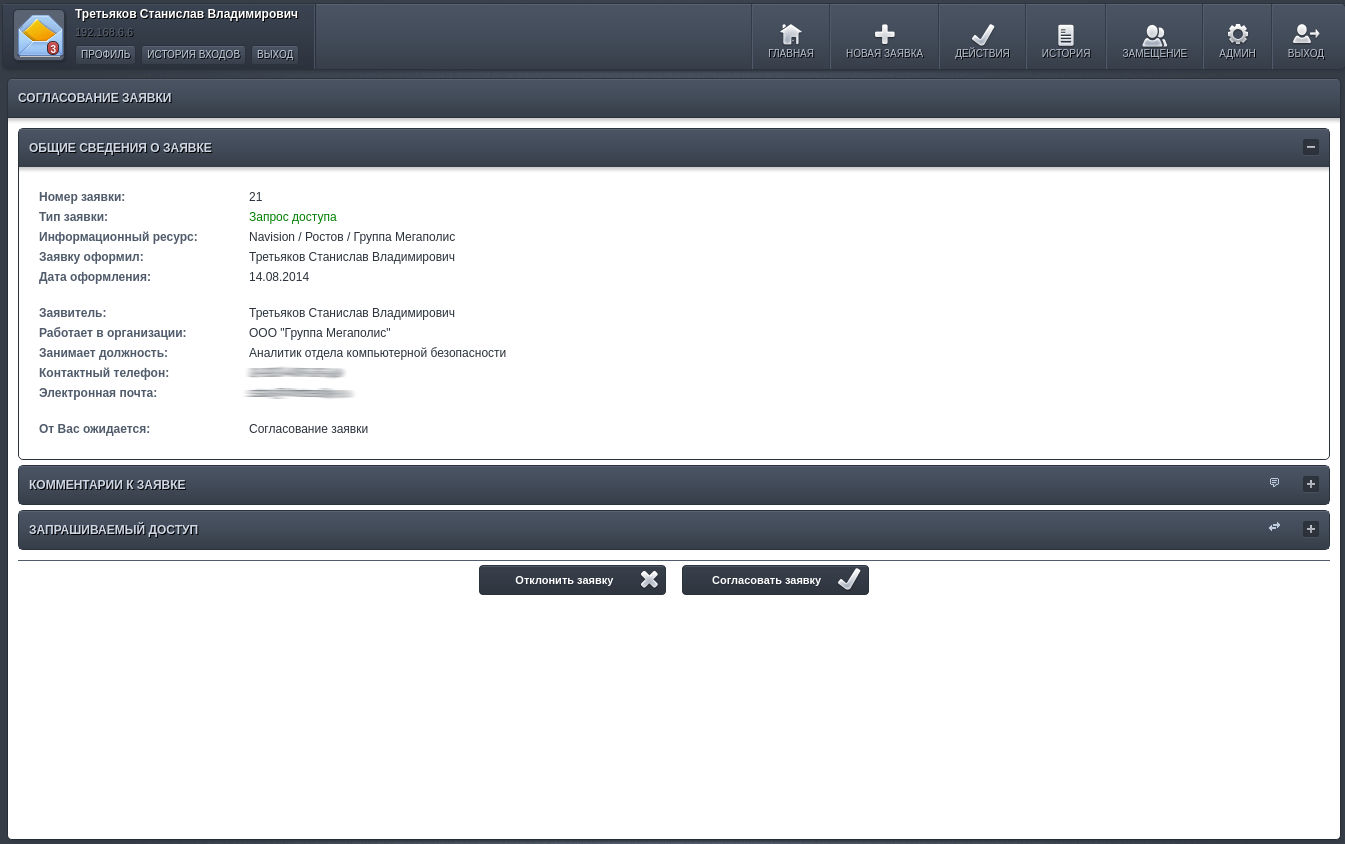 Третьяков Станислав Владимирович
192.168.6.6
ПРОФИЛЬ ИСТОРИЯ ВХОДОВ ВЫХОД
3
ГЛАВНАЯ НОВАЯ ЗАЯВКА ДЕЙСТВИЯ ИСТОРИЯ ЗАМЕЩЕНИЕ АДМИН ВЫХОД
СОГЛАСОВАНИЕ ЗАЯВКИ
ОБЩИЕ СВЕДЕНИЯ О ЗАЯВКЕ
Номер заявки: 21
Тип заявки: Запрос доступа
Информационный ресурс: Navision / Ростов / Группа Мегаполис
Заявку оформил: Третьяков Станислав Владимирович
Дата оформления: 14.08.2014
Заявитель: Третьяков Станислав Владимирович
Работает в организации: ООО "Группа Мегаполис"
Занимает должность: Аналитик отдела компьютерной безопасности
Контактный телефон:
Электронная почта:
От Вас ожидается: Согласование заявки
КОММЕНТАРИИ К ЗАЯВКЕ
ЗАПРАШИВАЕМЫЙ ДОСТУП
Отклонить заявку Согласовать заявку